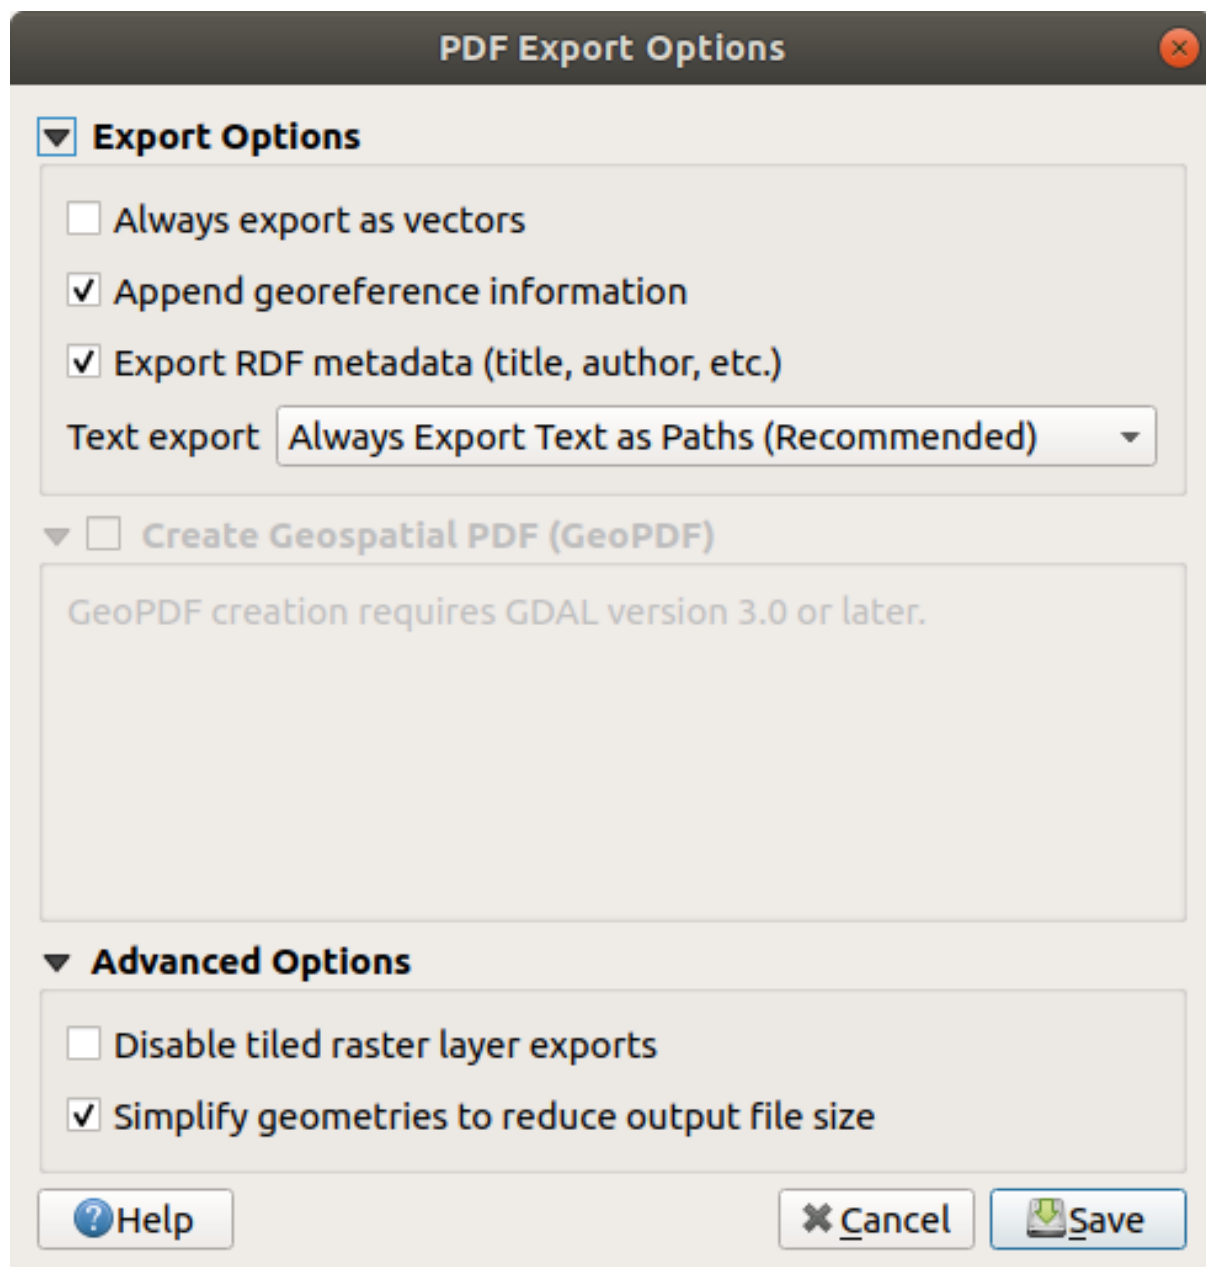 PDF Export Options
Export Options
Always export as vectors
Append georeference information
Export RDF metadata (title, author, etc.)
Text export Always Export Text as Paths (Recommended)
Create Geospatial PDF (GeoPDF)
GeoPDF creation requires GDAL version 3.0 or later.
Advanced Options
Disable tiled raster layer exports
Simplify geometries to reduce output file size
Help Cancel Save